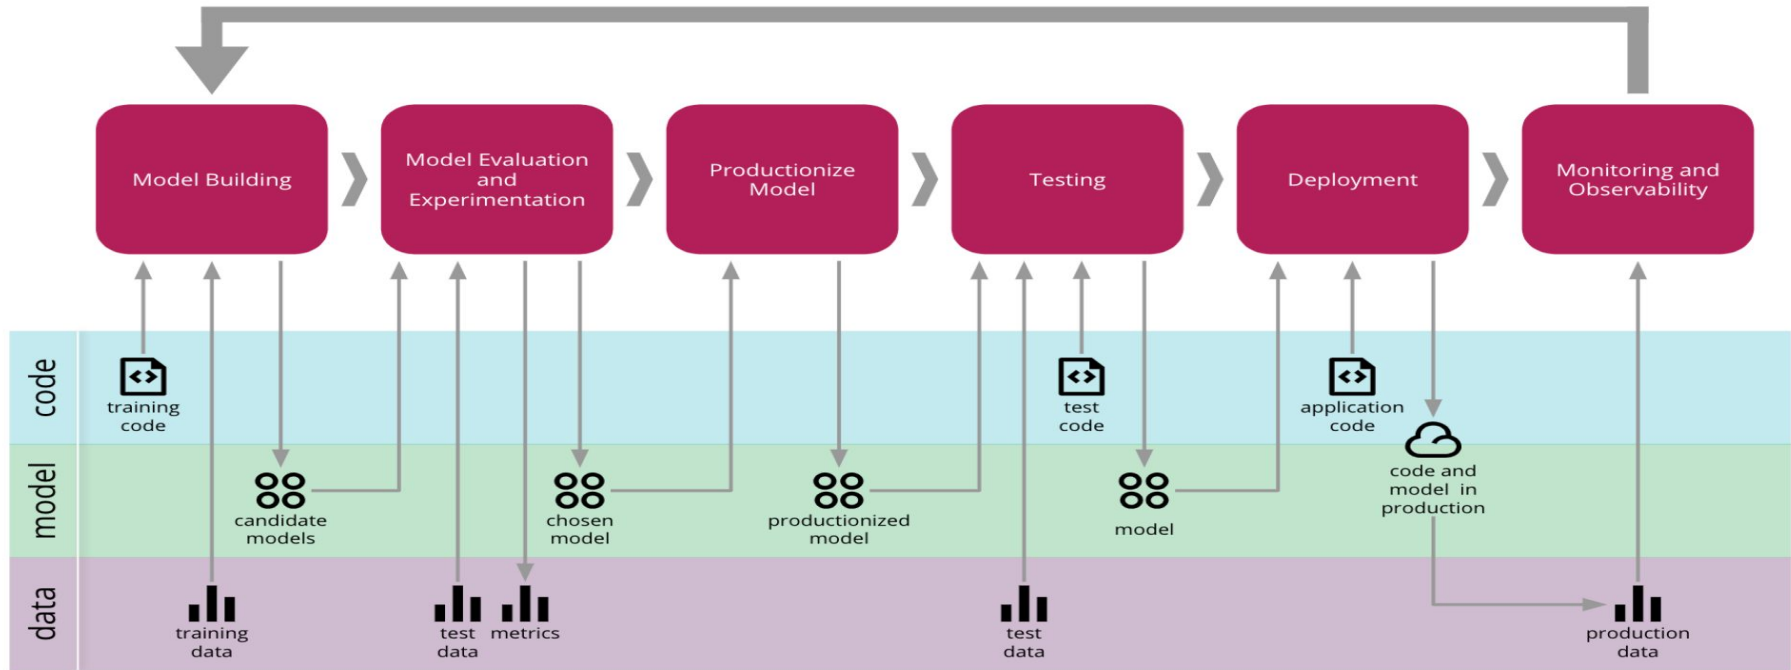 Model Building
Model Evaluation
and
Experimentation
Productionize
Model
Testing
Deployment
Monitoring and
Observability
code
training
code
test
code
application
code
model
candidate
models
chosen
model
productionized
model
model
code and
model in
production
data
training
data
test
data
metrics
test
data
production
data